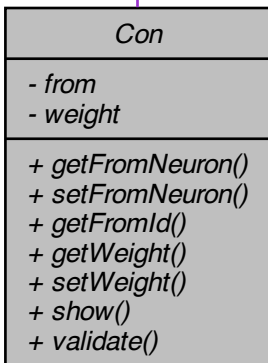 Con
- from
- weight
+ getFromNeuron()
+ setFromNeuron()
+ getFromId()
+ getWeight()
+ setWeight()
+ show()
+ validate()